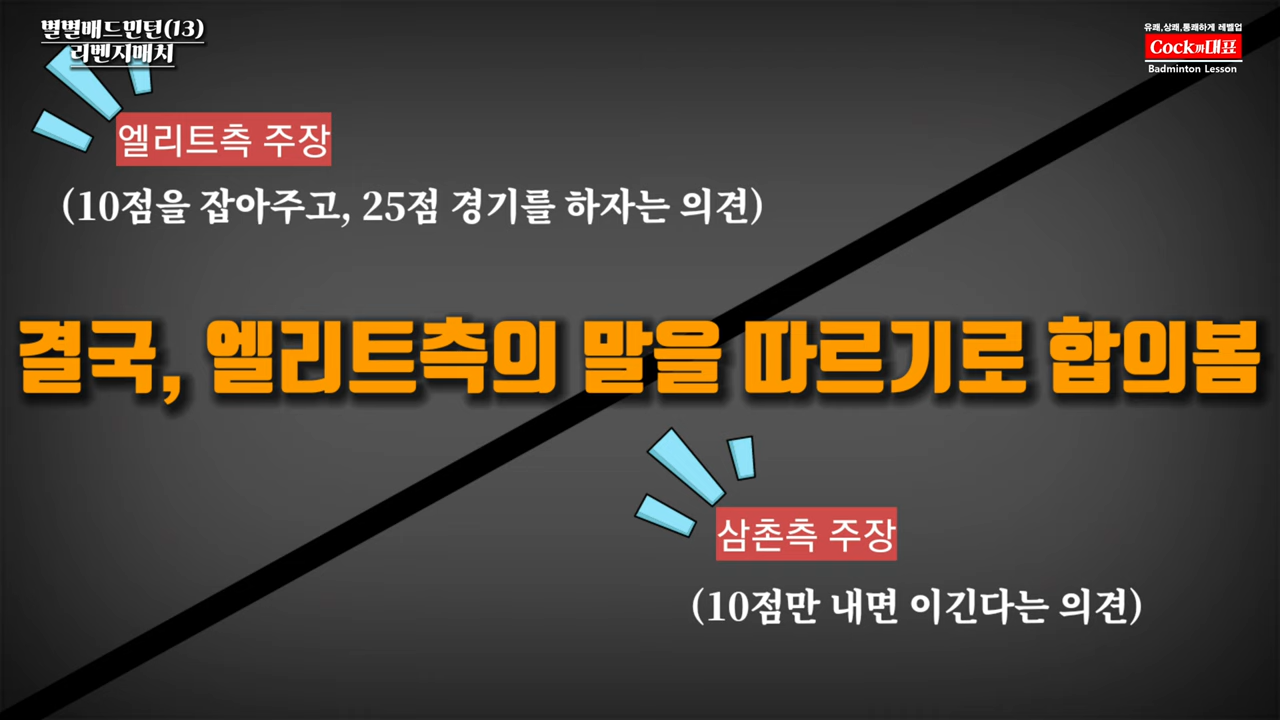 별별배드민턴(13)
리벤지매치
유쾌,상쾌,통쾌하게 레벨업
Cock까대표
Badminton Lesson
엘리트측 주장
(10점을 잡아주고, 25점 경기를 하자는 의견)
결국, 엘리트측의 말을 따르기로 합의봄
삼촌측 주장
(10점만 내면 이긴다는 의견)